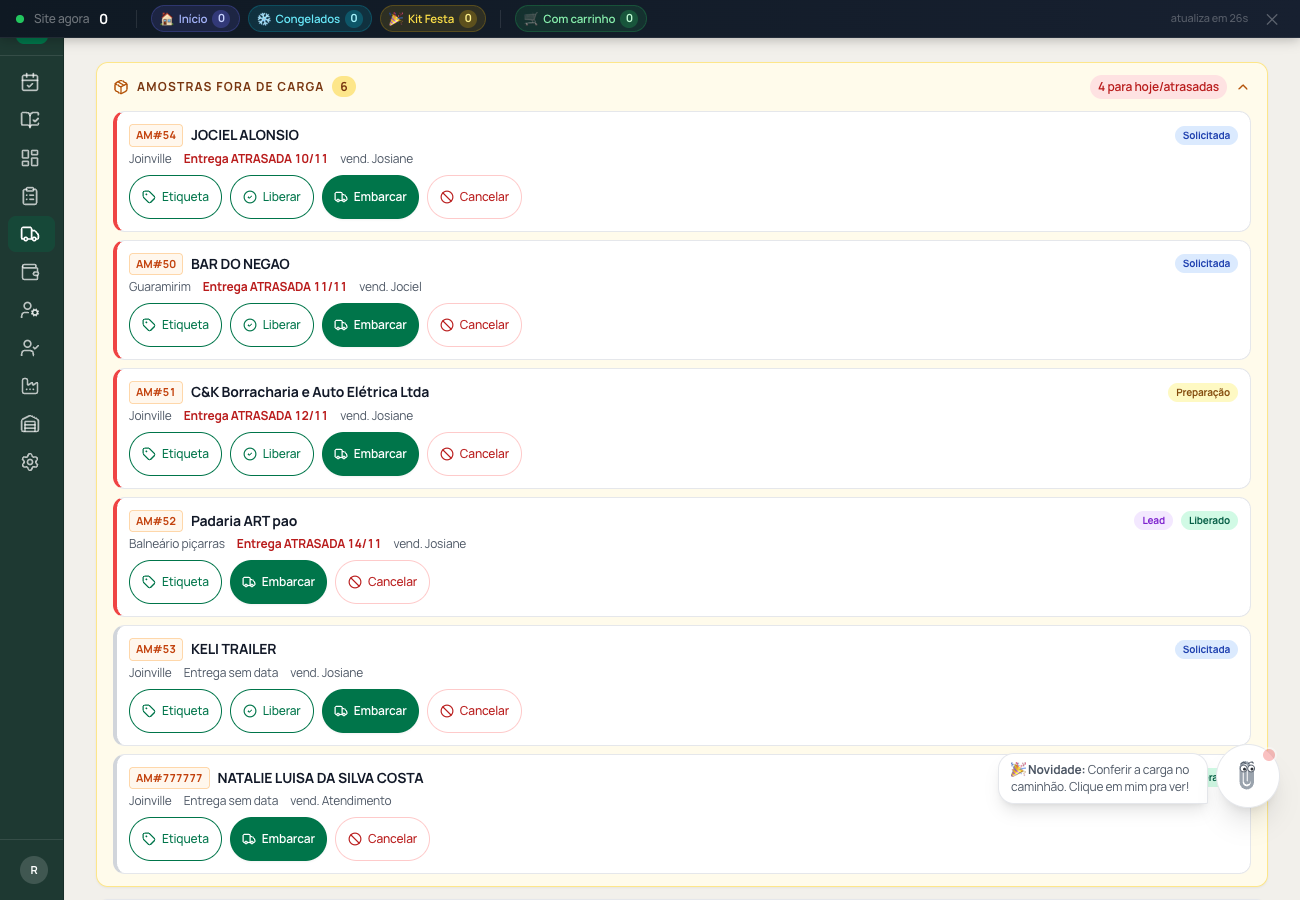 Site agora 0 Início 0 Congelados 0 Kit Festa 0 Com carrinho 0 atualiza em 26s
AMOSTRAS FORA DE CARGA 6 4 para hoje/atrasadas
AM#54 JOCIEL ALONSIO Solicitada
Joinville Entrega ATRASADA 10/11 vend. Josiane
Etiqueta Liberar Embarcar Cancelar
AM#50 BAR DO NEGAO Solicitada
Guaramirim Entrega ATRASADA 11/11 vend. Jociel
Etiqueta Liberar Embarcar Cancelar
AM#51 C&K Borracharia e Auto Elétrica Ltda Preparação
Joinville Entrega ATRASADA 12/11 vend. Josiane
Etiqueta Liberar Embarcar Cancelar
AM#52 Padaria ART pao Lead Liberado
Balneário piçarras Entrega ATRASADA 14/11 vend. Josiane
Etiqueta Embarcar Cancelar
AM#53 KELI TRAILER Solicitada
Joinville Entrega sem data vend. Josiane
Etiqueta Liberar Embarcar Cancelar
AM#777777 NATALIE LUISA DA SILVA COSTA
Joinville Entrega sem data vend. Atendimento
Etiqueta Embarcar Cancelar
Novidade: Conferir a carga no
caminhão. Clique em mim pra ver!
R